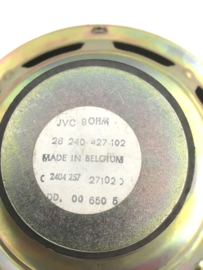 JVC 8OHM
28 240 427 102
MADE IN BELGIUM
2404 257 27102
DD, 00 650 5